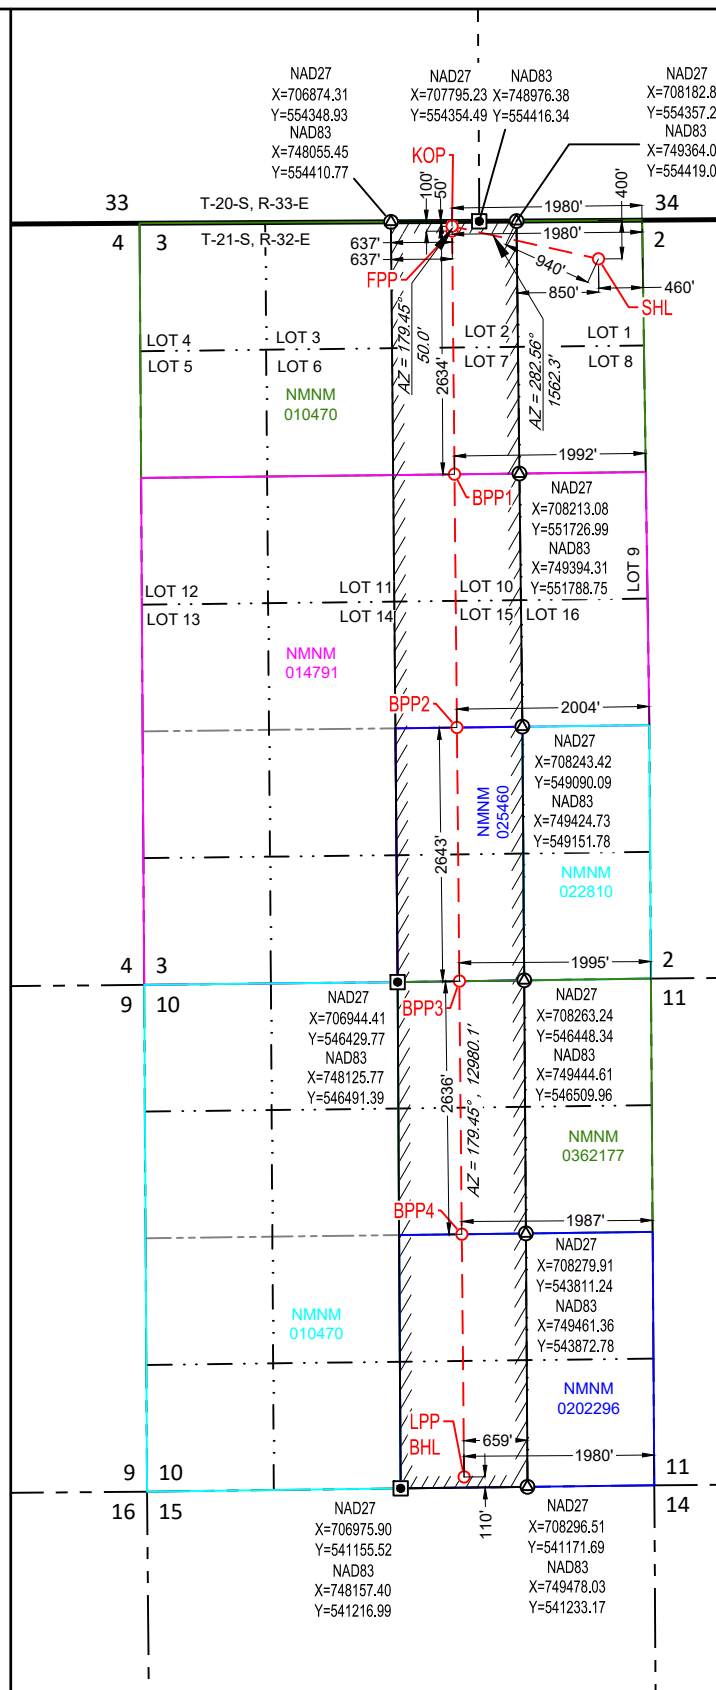 NAD27
X=706874.31
Y=554348.93
NAD83
X=748055.45
Y=554410.77
NAD27
X=707795.23
Y=554354.49
NAD83
X=748976.38
Y=554416.34
NAD27
X=708182.8
Y=554357.2
NAD83
X=749364.0
Y=554419.0
KOP
100'
50'
1980'
1980'
400'
33
T-20-S, R-33-E
34
4
3
T-21-S, R-32-E
2
637'
637'
FPP
940'
850'
460'
SHL
AZ = 179.45°
50.0'
AZ = 282.56°
1562.3'
2634'
LOT 4
LOT 3
LOT 2
LOT 1
LOT 5
LOT 6
LOT 7
LOT 8
NMNM
010470
1992'
BPP1
NAD27
X=708213.08
Y=551726.99
NAD83
X=749394.31
Y=551788.75
LOT 9
LOT 12
LOT 11
LOT 10
LOT 13
LOT 14
LOT 15
LOT 16
NMNM
014791
BPP2
2004'
NAD27
X=708243.42
Y=549090.09
NAD83
X=749424.73
Y=549151.78
NMNM
025460
2643'
NMNM
022810
4
3
1995'
2
9
10
BPP3
11
NAD27
X=706944.41
Y=546429.77
NAD83
X=748125.77
Y=546491.39
NAD27
X=708263.24
Y=546448.34
NAD83
X=749444.61
Y=546509.96
2636'
AZ = 179.45°, 12980.1'
NMNM
0362177
BPP4
1987'
NAD27
X=708279.91
Y=543811.24
NAD83
X=749461.36
Y=543872.78
NMNM
010470
NMNM
0202296
LPP
BHL
659'
1980'
9
10
11
16
15
14
110'
NAD27
X=706975.90
Y=541155.52
NAD83
X=748157.40
Y=541216.99
NAD27
X=708296.51
Y=541171.69
NAD83
X=749478.03
Y=541233.17